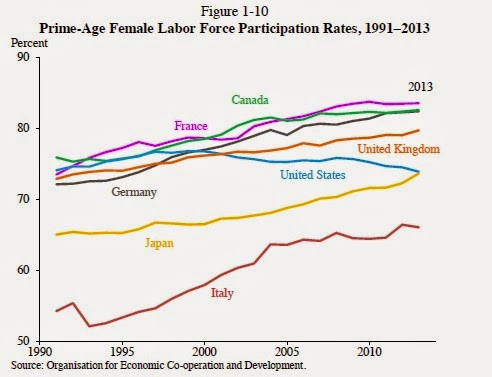 Figure 1-10
Prime-Age Female Labor Force Participation Rates, 1991–2013
Percent
90
2013
Canada
France
80
United Kingdom
United States
Germany
70
Japan
60
Italy
50
1990 1995 2000 2005 2010
Source: Organisation for Economic Co-operation and Development.